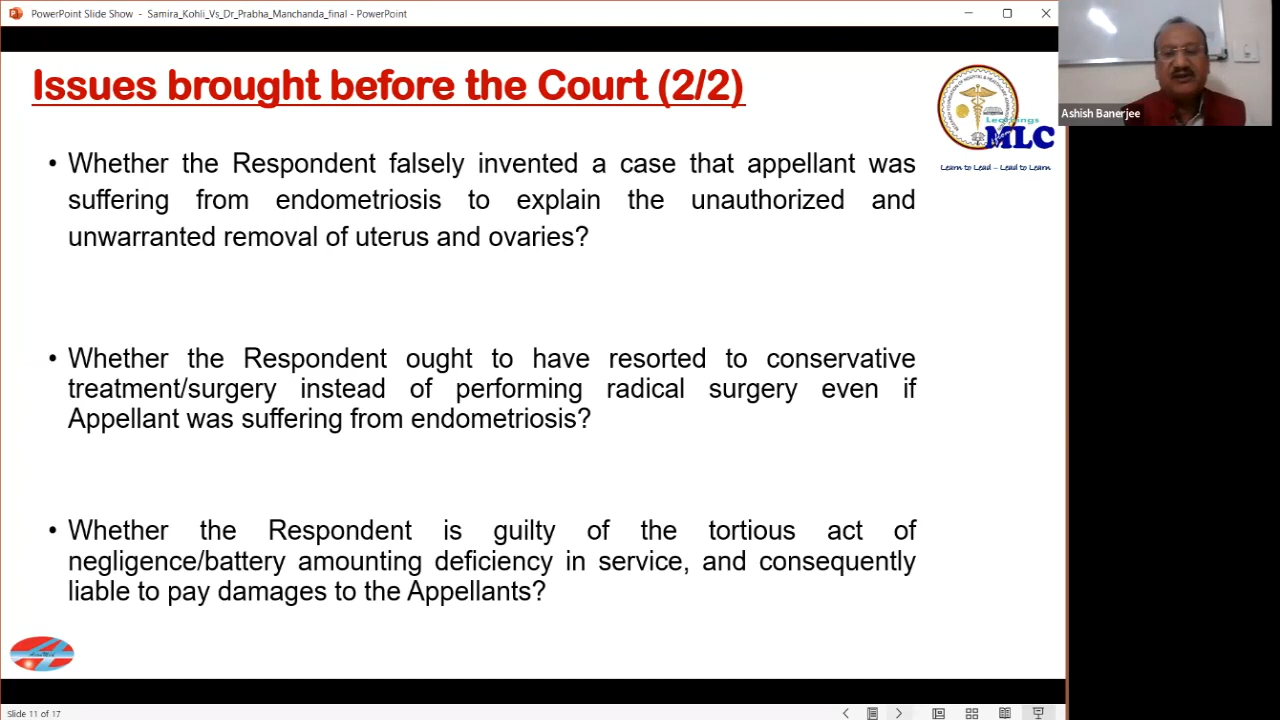 PowerPoint Slide Show - Samira_Kohli_Vs_Dr_Prabha_Manchanda_final - PowerPoint
Issues brought before the Court (2/2)
Ashish Banerjee
Learnings
MLC
Learn to Lead – Lead to Learn
• Whether the Respondent falsely invented a case that appellant was
suffering from endometriosis to explain the unauthorized and
unwarranted removal of uterus and ovaries?
• Whether the Respondent ought to have resorted to conservative
treatment/surgery instead of performing radical surgery even if
Appellant was suffering from endometriosis?
• Whether the Respondent is guilty of the tortious act of
negligence/battery amounting deficiency in service, and consequently
liable to pay damages to the Appellants?
Slide 11 of 17